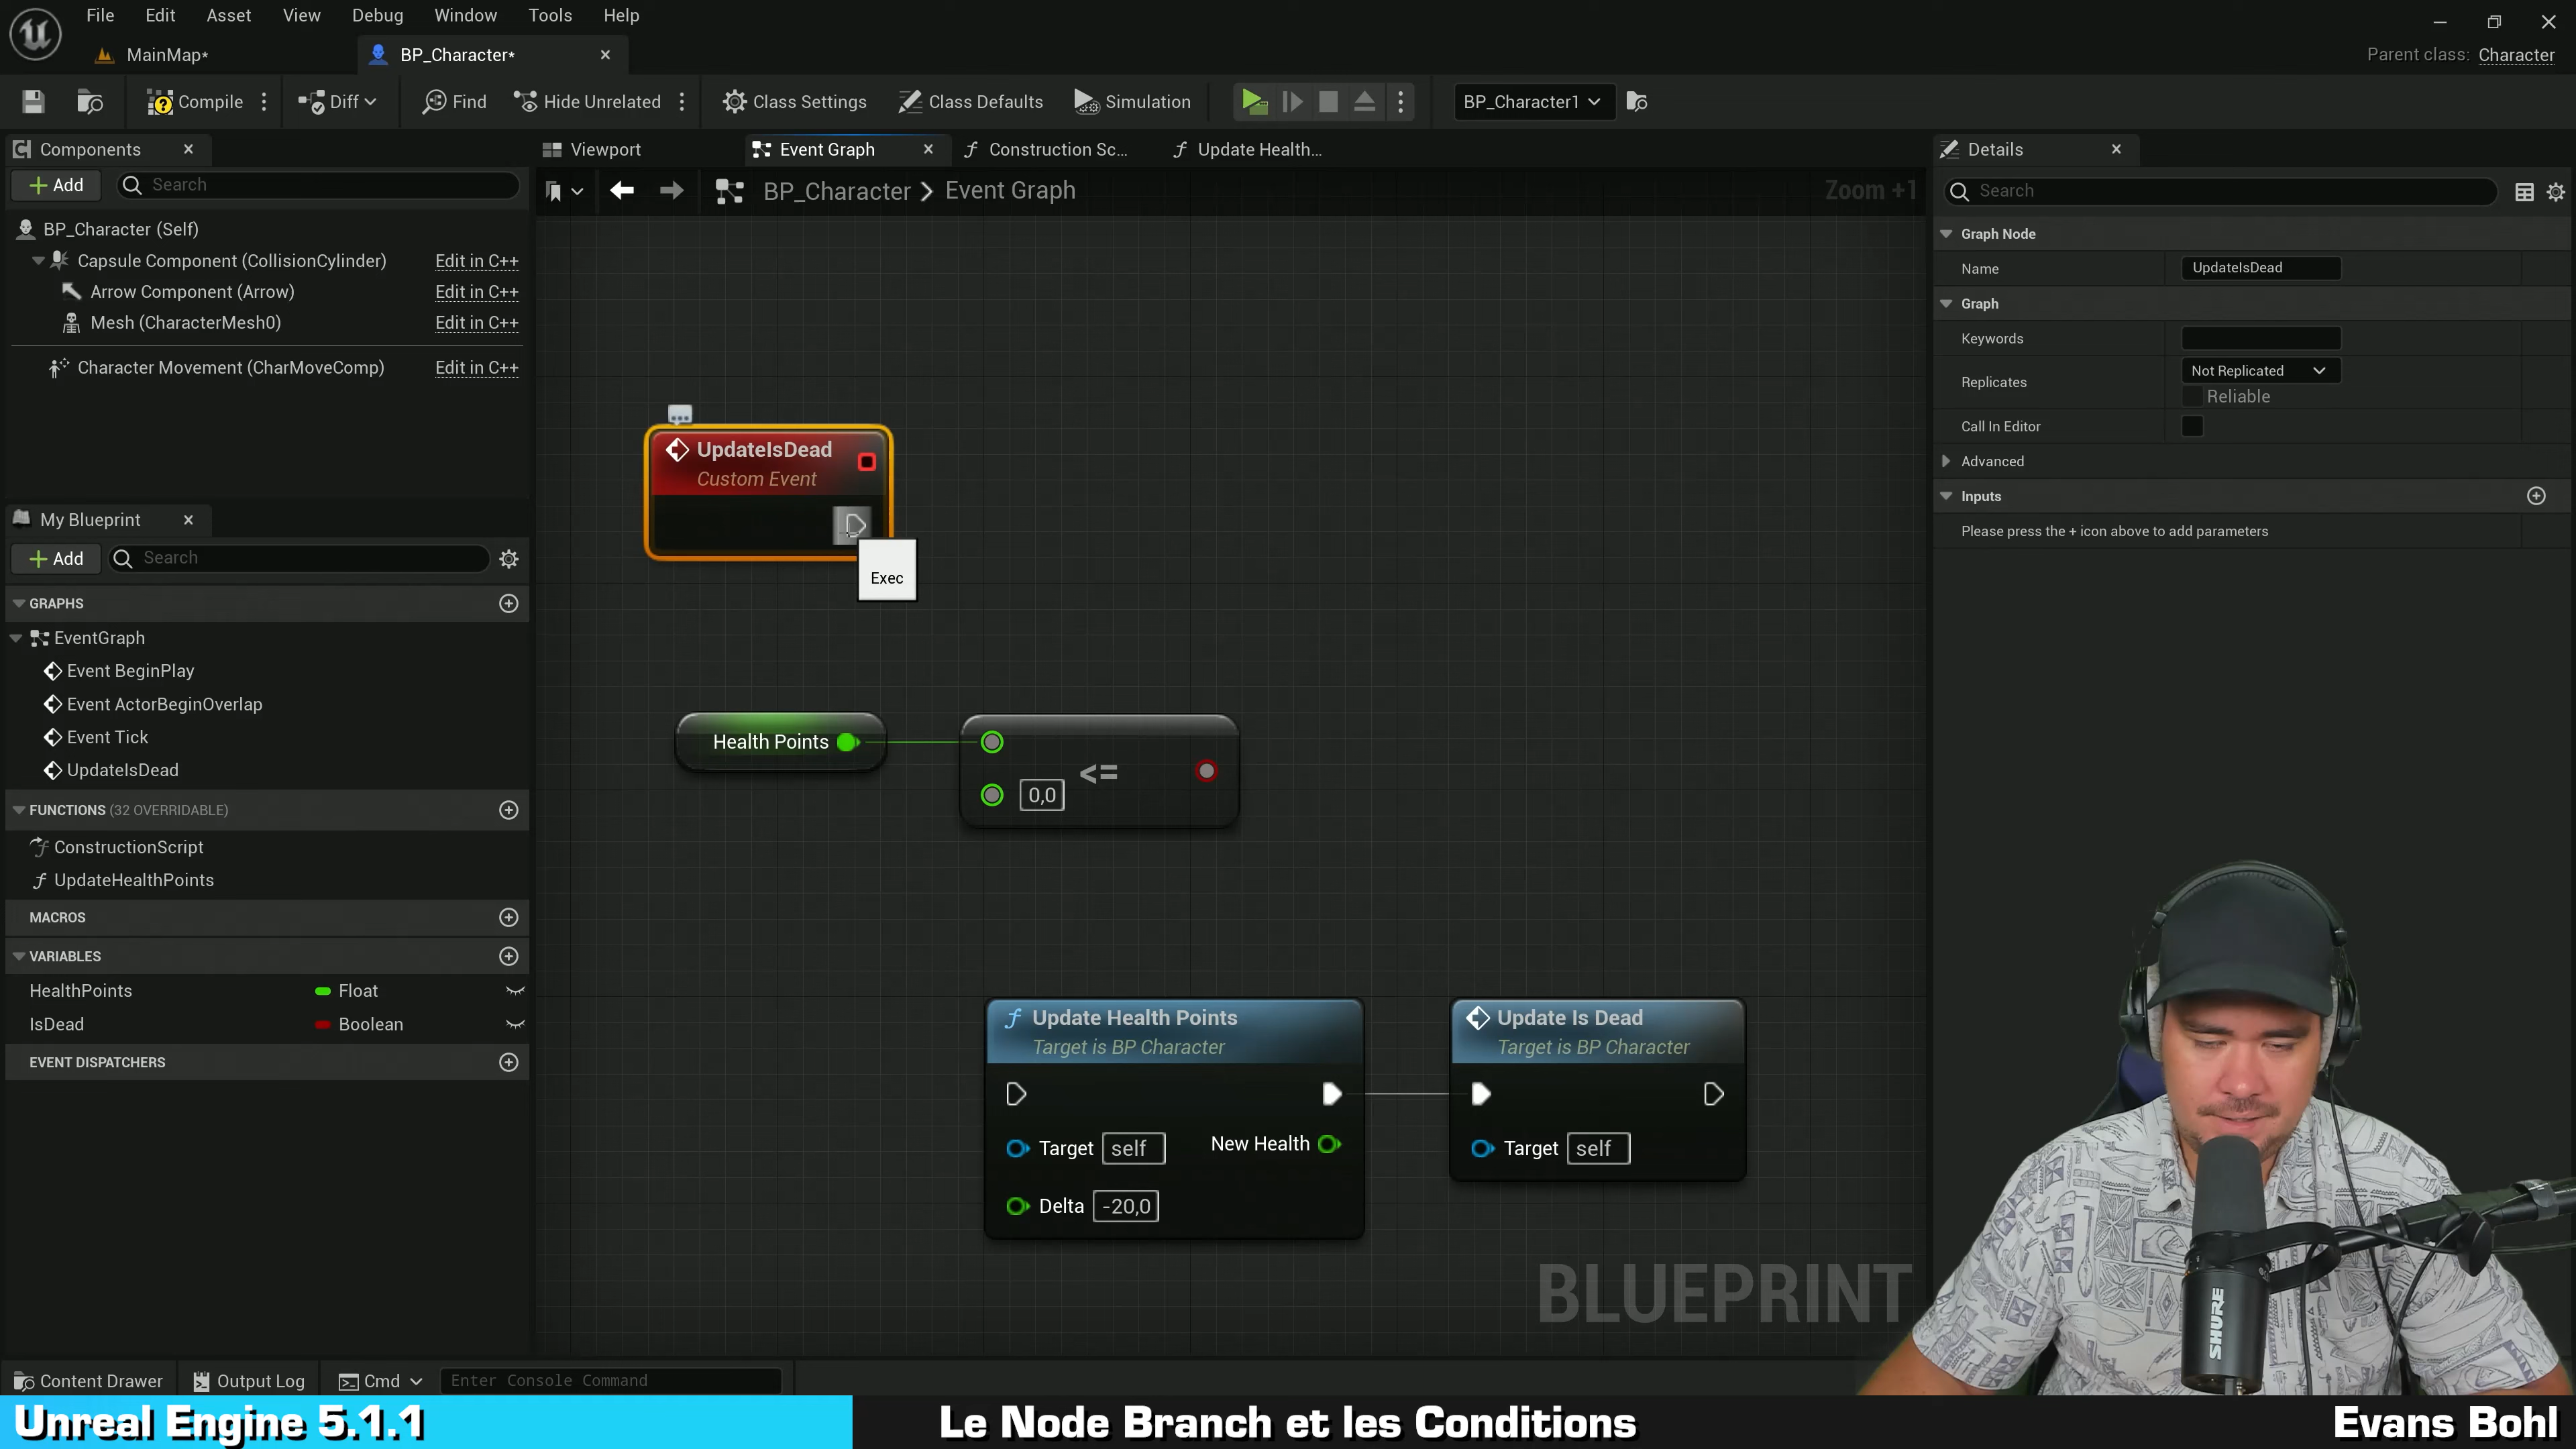 File Edit Asset View Debug Window Tools Help
MainMap*
BP_Character*
Parent class: Character
Compile
Diff
Find
Hide Unrelated
Class Settings
Class Defaults
Simulation
BP_Character1
Components
Viewport
Event Graph
Construction Sc...
Update Health...
Details
Add
Search
BP_Character > Event Graph
Zoom +1
Search
BP_Character (Self)
Capsule Component (CollisionCylinder) Edit in C++
Arrow Component (Arrow) Edit in C++
Mesh (CharacterMesh0) Edit in C++
Character Movement (CharMoveComp) Edit in C++
Graph Node
Name UpdateIsDead
Graph
Keywords
Replicates Not Replicated
Reliable
Call In Editor
Advanced
Inputs
Please press the + icon above to add parameters
UpdateIsDead
Custom Event
Exec
My Blueprint
Add
Search
GRAPHS
EventGraph
Event BeginPlay
Event ActorBeginOverlap
Event Tick
UpdateIsDead
FUNCTIONS (32 OVERRIDABLE)
ConstructionScript
UpdateHealthPoints
MACROS
VARIABLES
HealthPoints Float
IsDead Boolean
EVENT DISPATCHERS
Health Points
0,0
<=
Update Health Points
Target is BP Character
Target self
New Health
Delta -20,0
Update Is Dead
Target is BP Character
Target self
BLUEPRINT
SHURE
Content Drawer
Output Log
Cmd
Enter Console Command
Unreal Engine 5.1.1
Le Node Branch et les Conditions
Evans Bohl